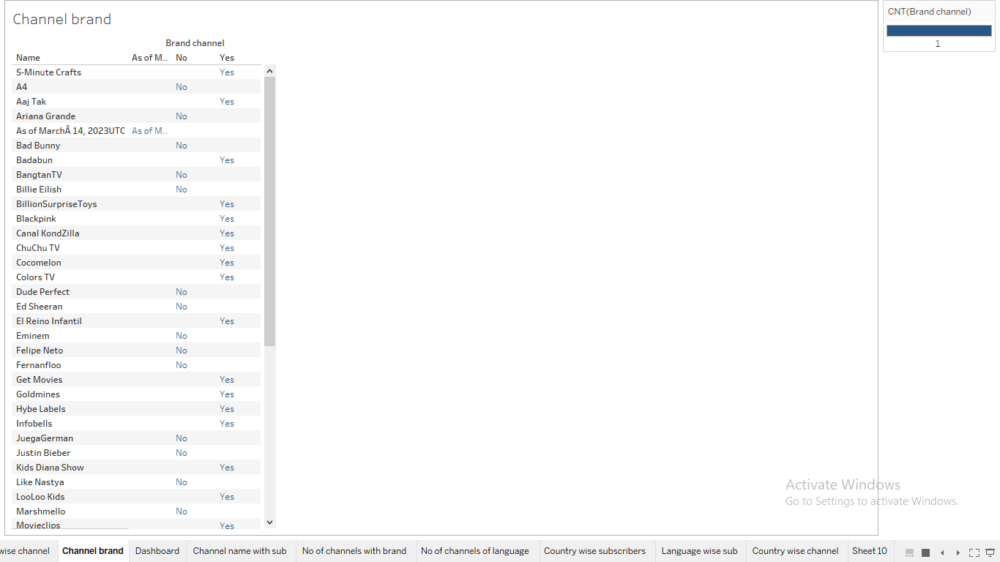 Channel brand
CNT(Brand channel)
1
Brand channel
Name As of M.. No Yes
5-Minute Crafts Yes
A4 No
Aaj Tak Yes
Ariana Grande No
As of MarchÂ 14, 2023UTC As of M..
Bad Bunny No
Badabun Yes
BangtanTV No
Billie Eilish No
BillionSurpriseToys Yes
Blackpink Yes
Canal KondZilla Yes
ChuChu TV Yes
Cocomelon Yes
Colors TV Yes
Dude Perfect No
Ed Sheeran No
El Reino Infantil Yes
Eminem No
Felipe Neto No
Fernanfloo No
Get Movies Yes
Goldmines Yes
Hybe Labels Yes
Infobells Yes
JuegaGerman No
Justin Bieber No
Kids Diana Show Yes
Like Nastya No
LooLoo Kids Yes
Marshmello No
Movieclips Yes
Activate Windows
Go to Settings to activate Windows.
wise channel Channel brand Dashboard Channel name with sub No of channels with brand No of channels of language Country wise subscribers Language wise sub Country wise channel Sheet 10